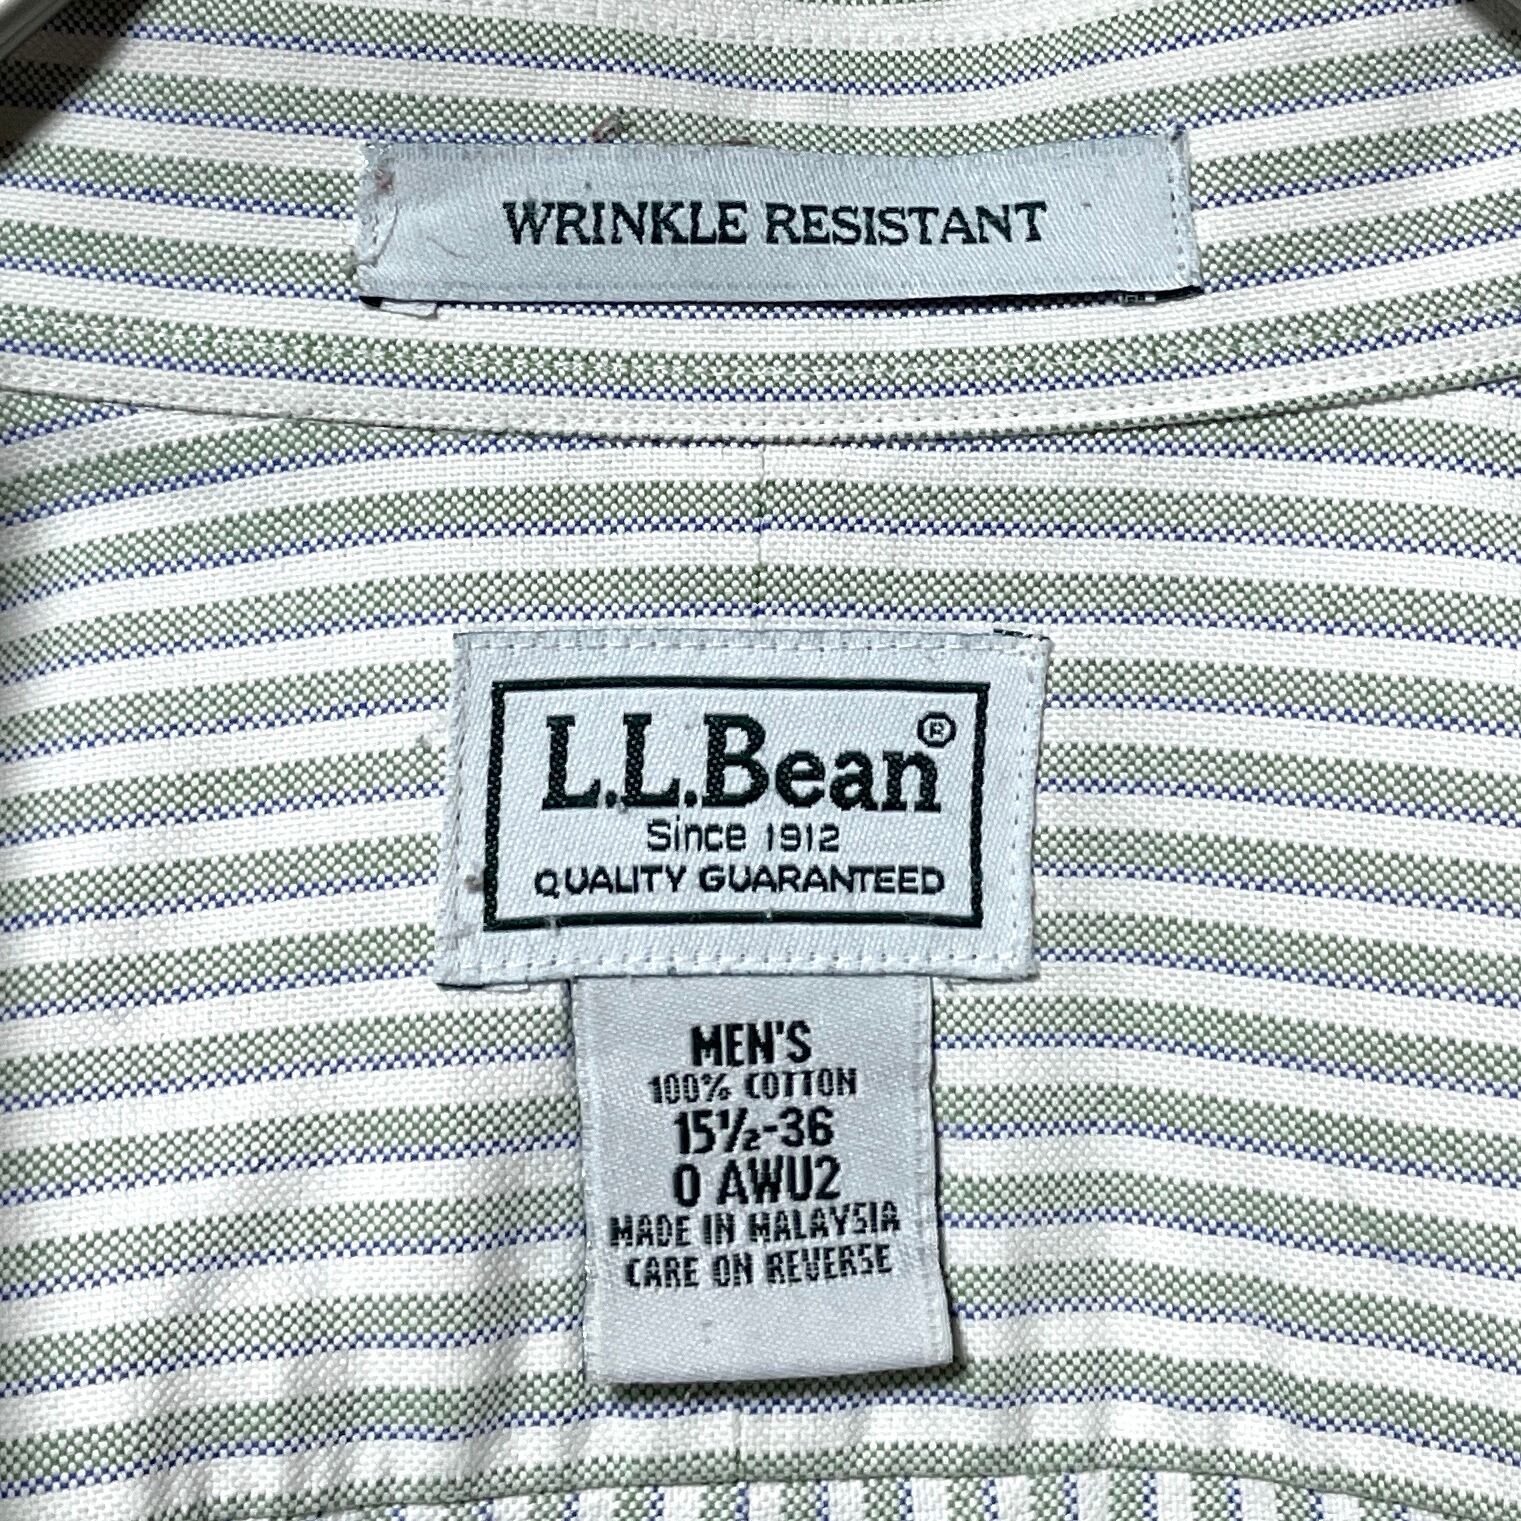 WRINKLE RESISTANT
L.L.Bean®
Since 1912
QUALITY GUARANTEED
MEN'S
100% COTTON
15½-36
0 AWU2
MADE IN MALAYSIA
CARE ON REVERSE